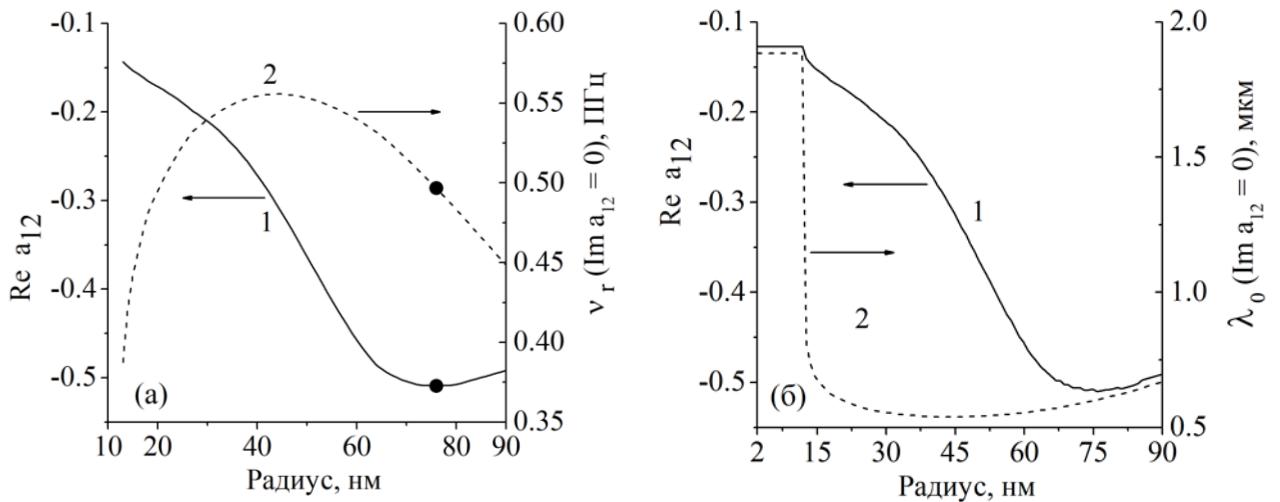 -0.1
-0.2
-0.3
-0.4
-0.5
Re a₁₂
0.60
0.55
0.50
0.45
0.40
0.35
ν_r (Im a₁₂ = 0), ПГц
2
1
(а)
10 20 40 60 80 90
Радиус, нм
-0.1
-0.2
-0.3
-0.4
-0.5
Re a₁₂
2.0
1.5
1.0
0.5
λ₀ (Im a₁₂ = 0), мкм
1
2
(б)
2 15 30 45 60 75 90
Радиус, нм